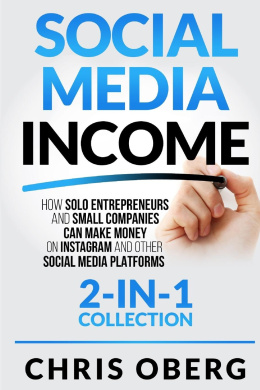 SOCIAL
MEDIA
INCOME
HOW SOLO ENTREPRENEURS
AND SMALL COMPANIES
CAN MAKE MONEY
ON INSTAGRAM AND OTHER
SOCIAL MEDIA PLATFORMS
2-IN-1
COLLECTION
CHRIS OBERG